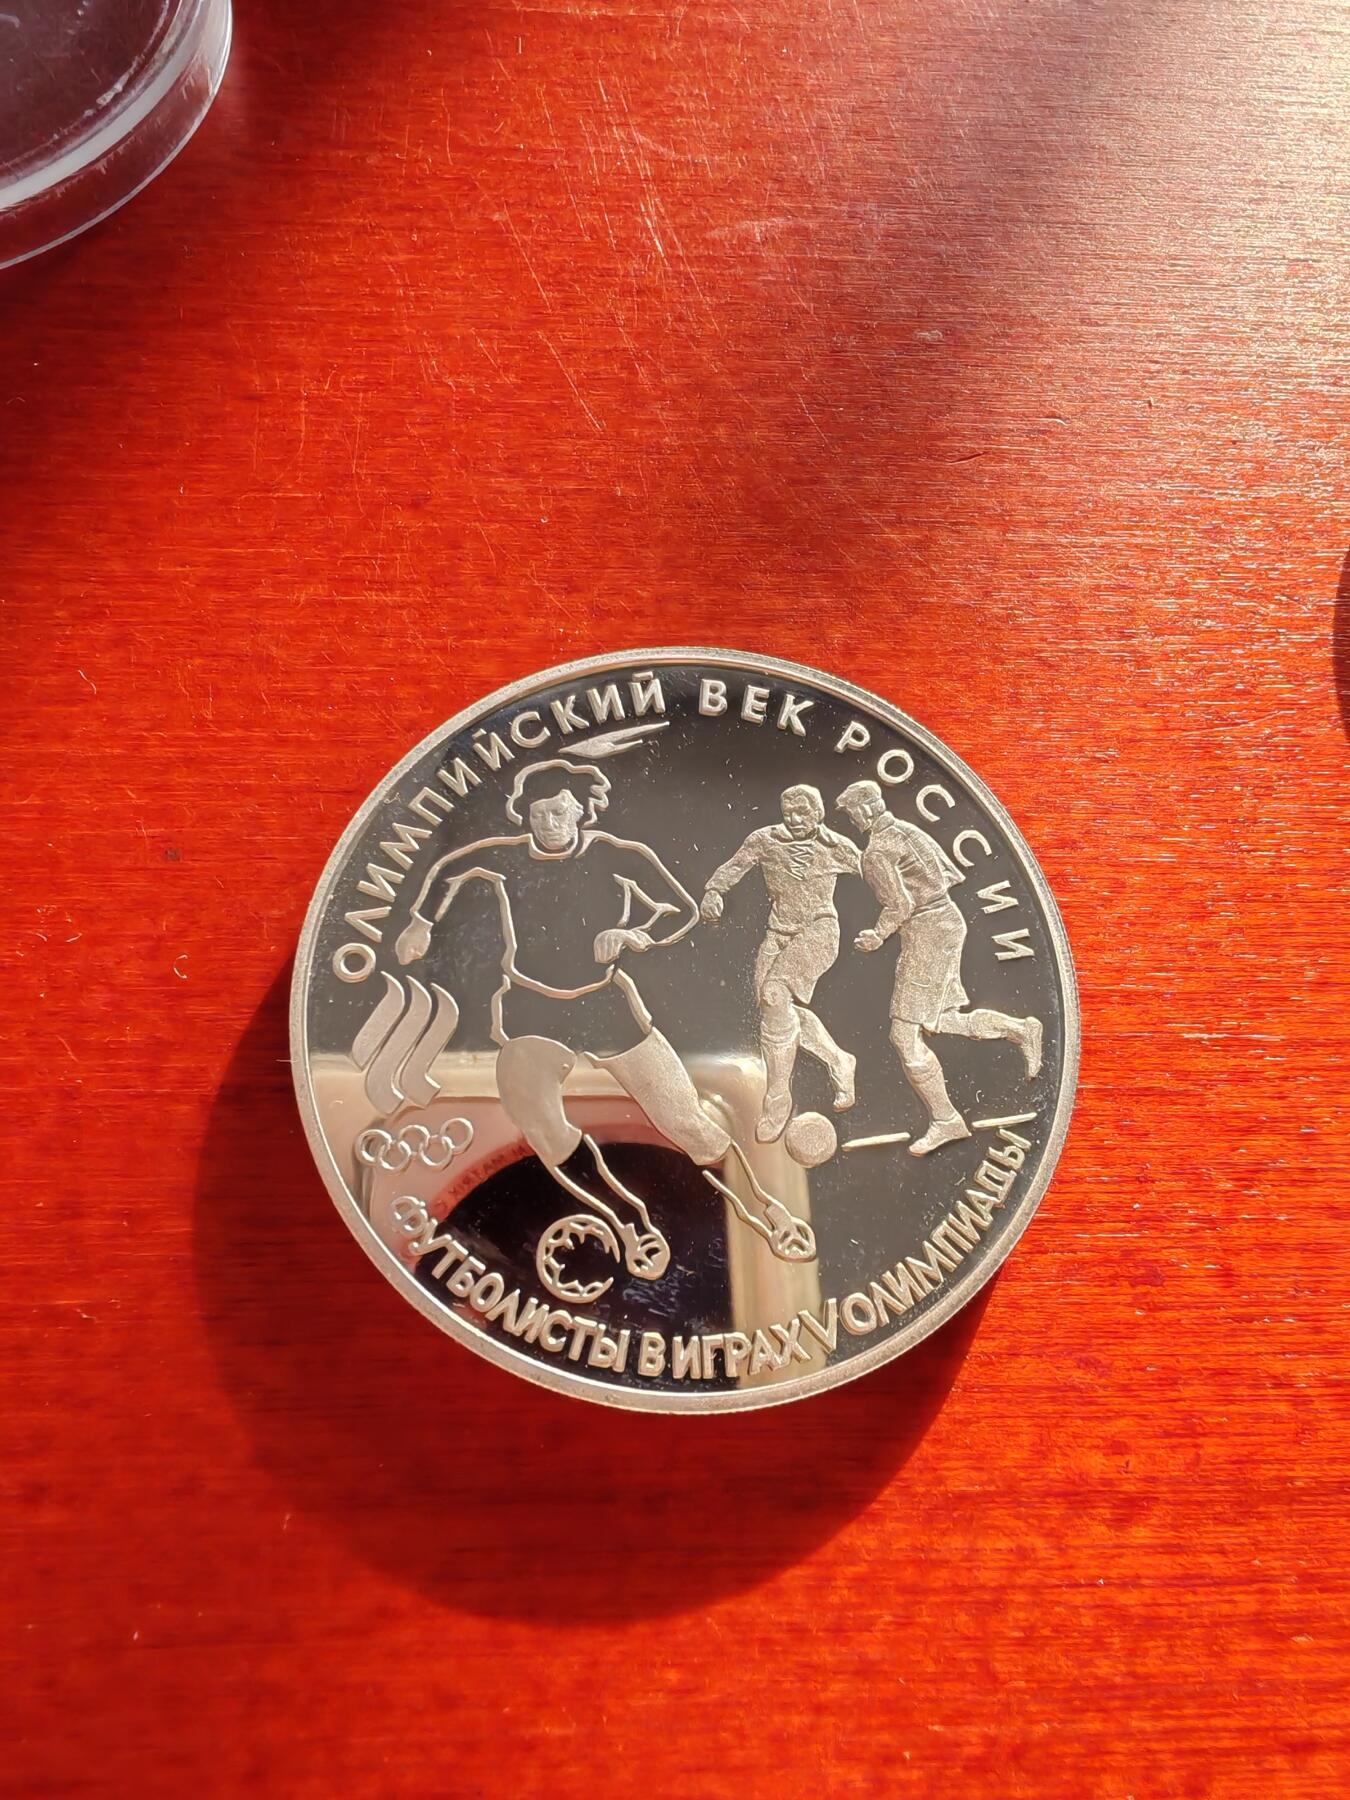 ОЛИМПИЙСКИЙ ВЕК РОССИИ
ФУТБОЛИСТЫ В ИГРАХ V ОЛИМПИАДЫ